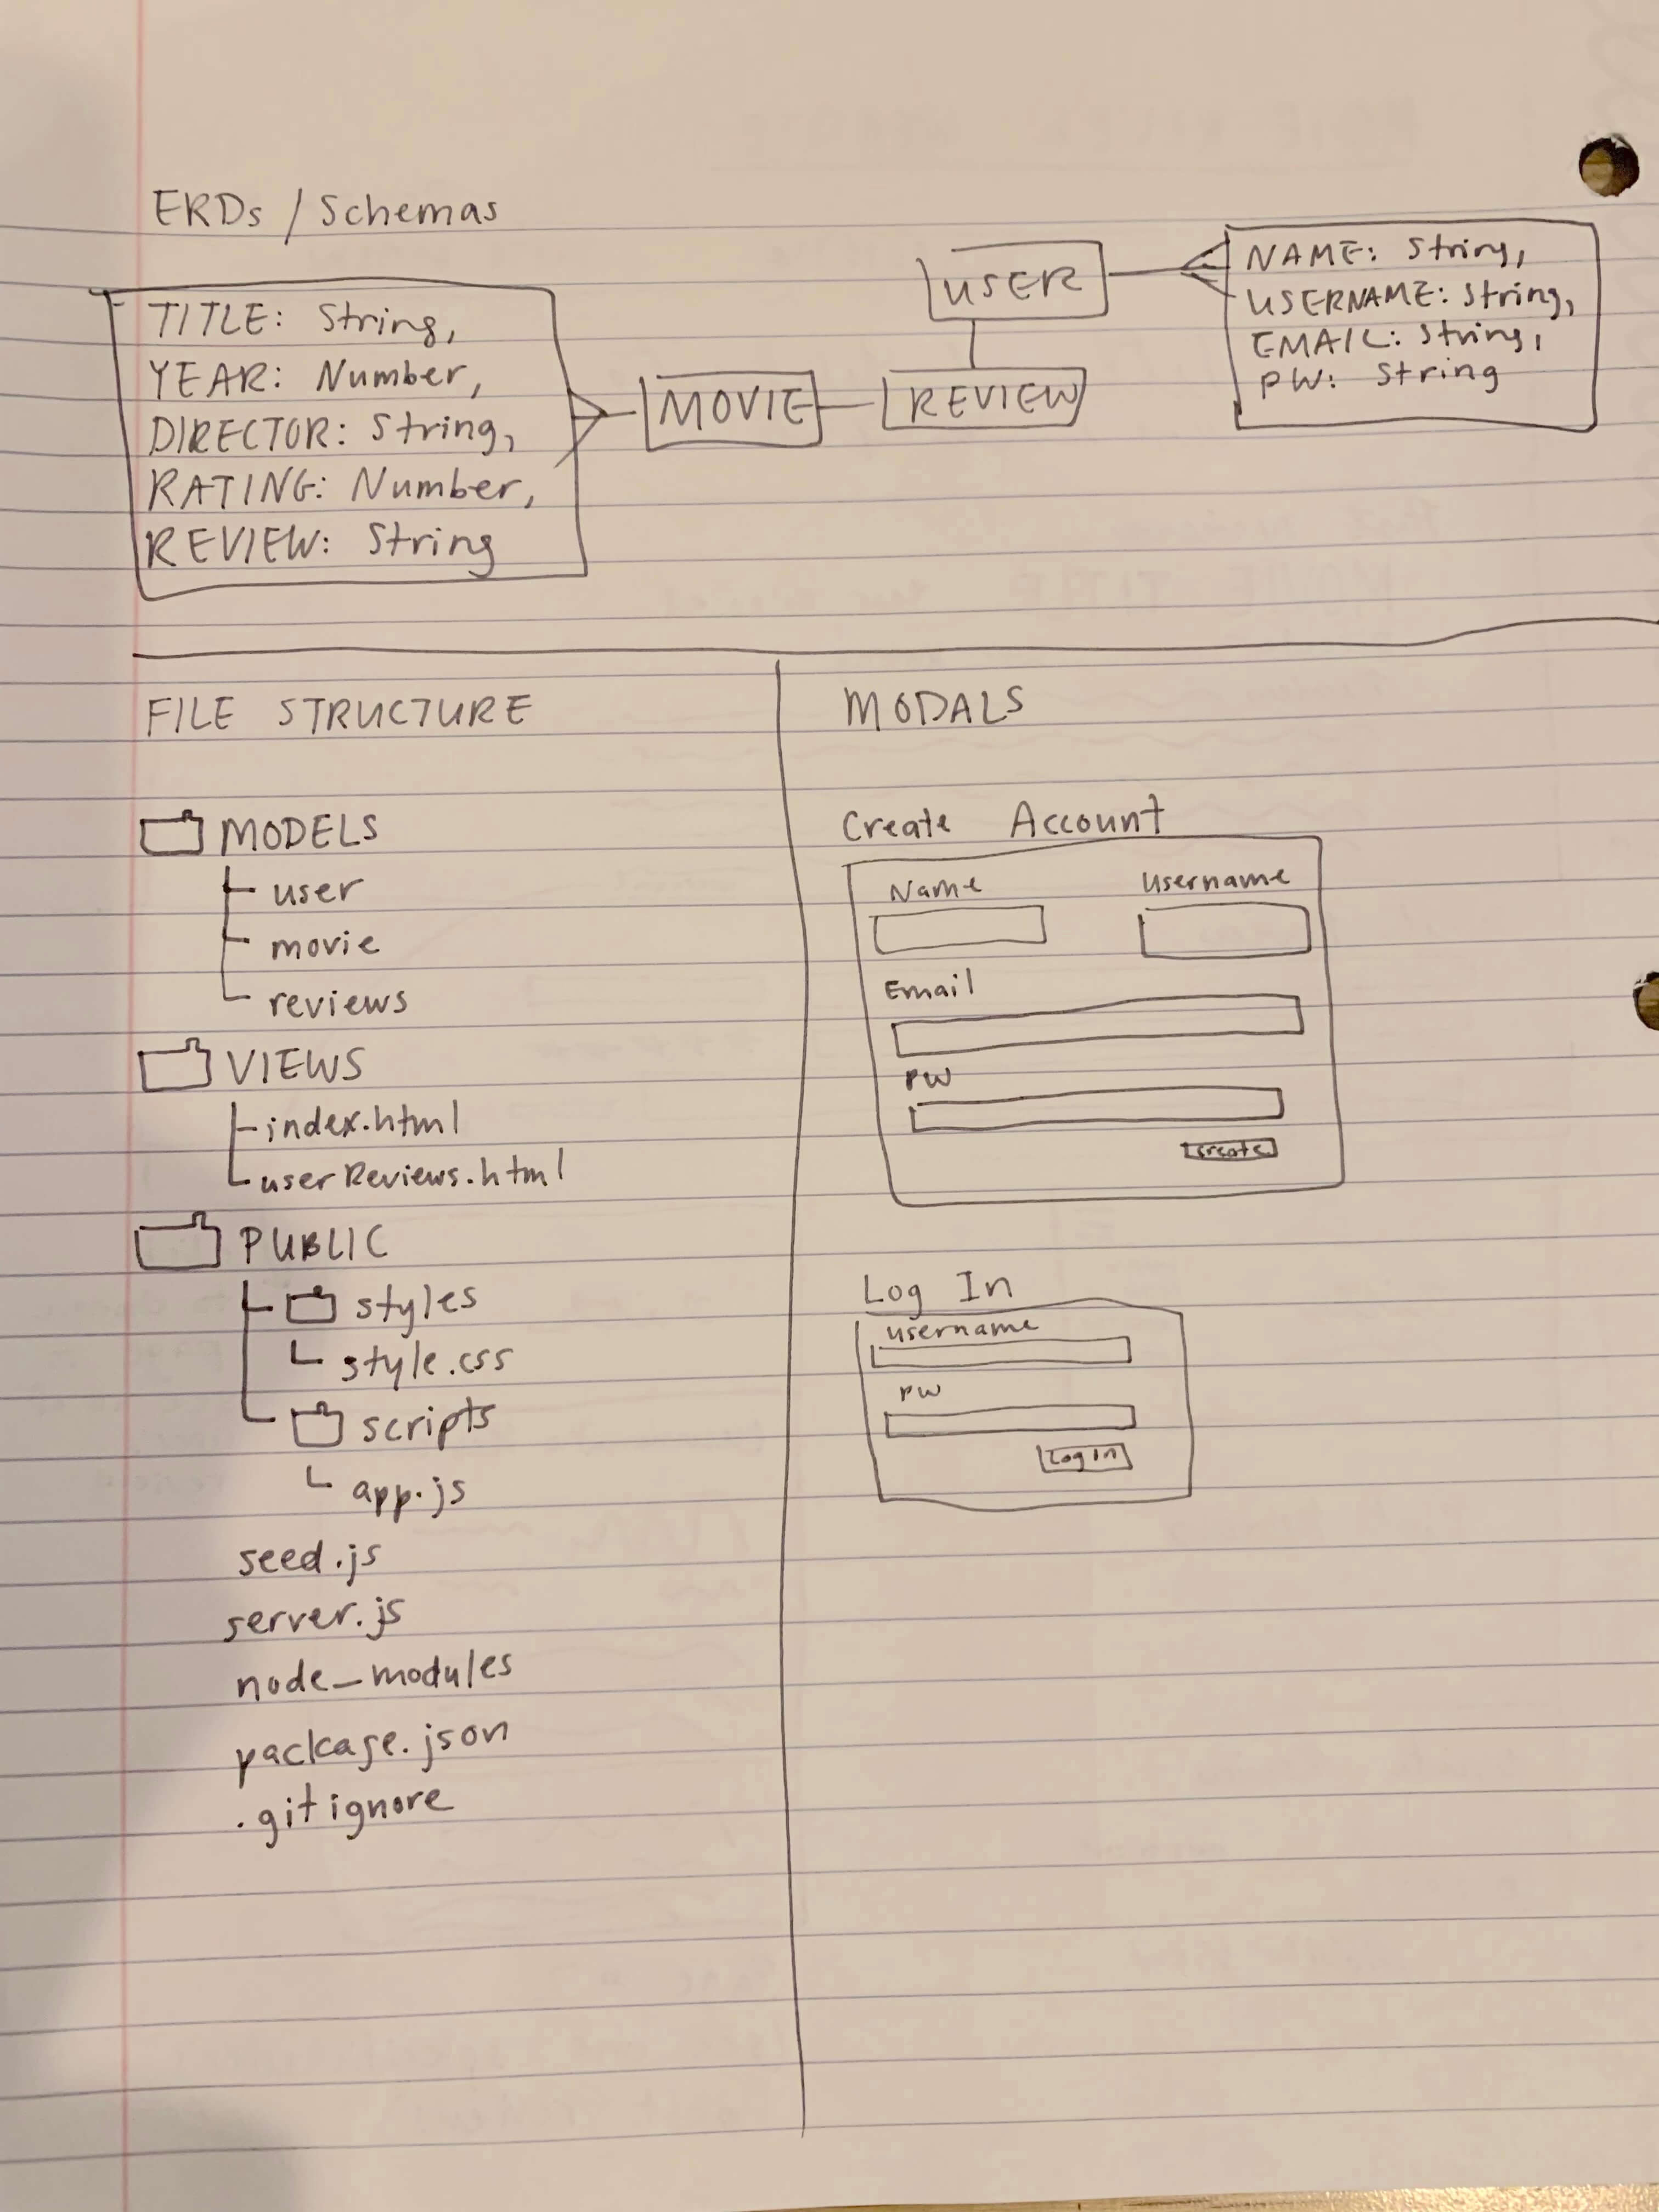 ERDs / Schemas
TITLE: String,
YEAR: Number,
DIRECTOR: String,
RATING: Number,
REVIEW: String
MOVIE
REVIEW
USER
NAME: String,
USERNAME: String,
EMAIL: String,
PW: String
FILE STRUCTURE
MODELS
user
movie
reviews
VIEWS
index.html
userReviews.html
PUBLIC
styles
style.css
scripts
app.js
seed.js
server.js
node_modules
package.json
.gitignore
MODALS
Create Account
Name
Username
Email
PW
create
Log In
username
PW
Log In